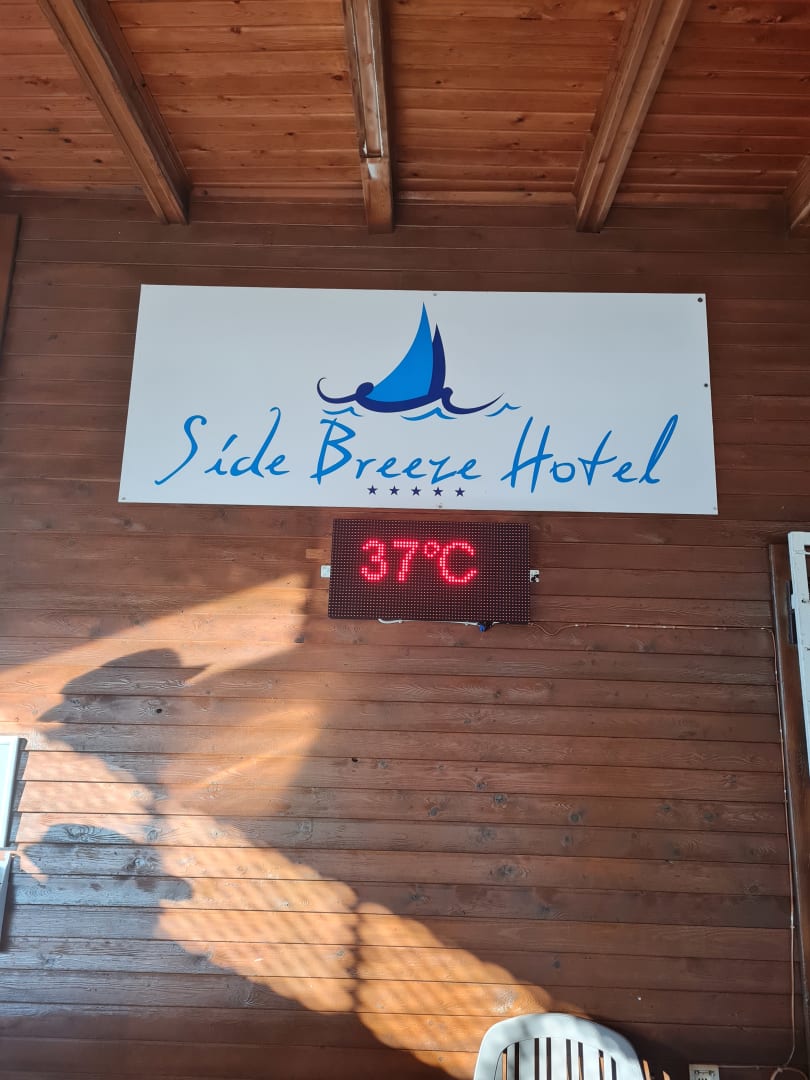 Side Breeze Hotel
★★★★★
37°C